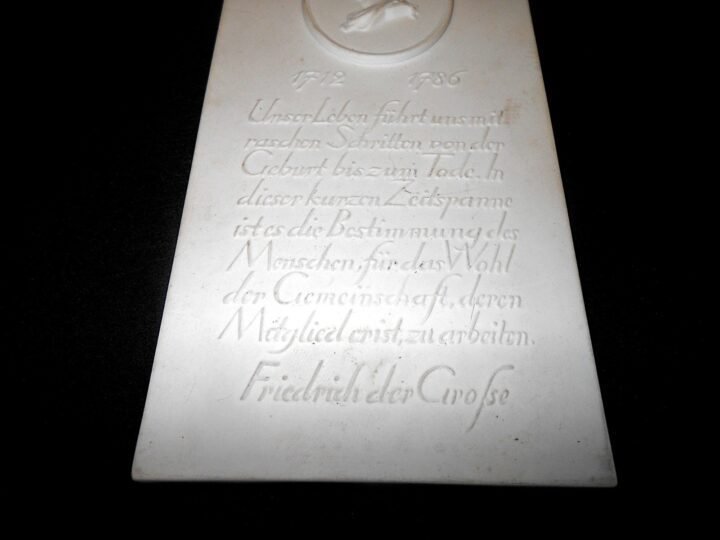 1712 1786
Unser Leben führt uns mit
raschen Schritten von der
Geburt bis zum Tode. In
dieser kurzen Zeitspanne
ist es die Bestimmung des
Menschen, für das Wohl
der Gemeinschaft, deren
Mitglied er ist, zu arbeiten.
Friedrich der Große